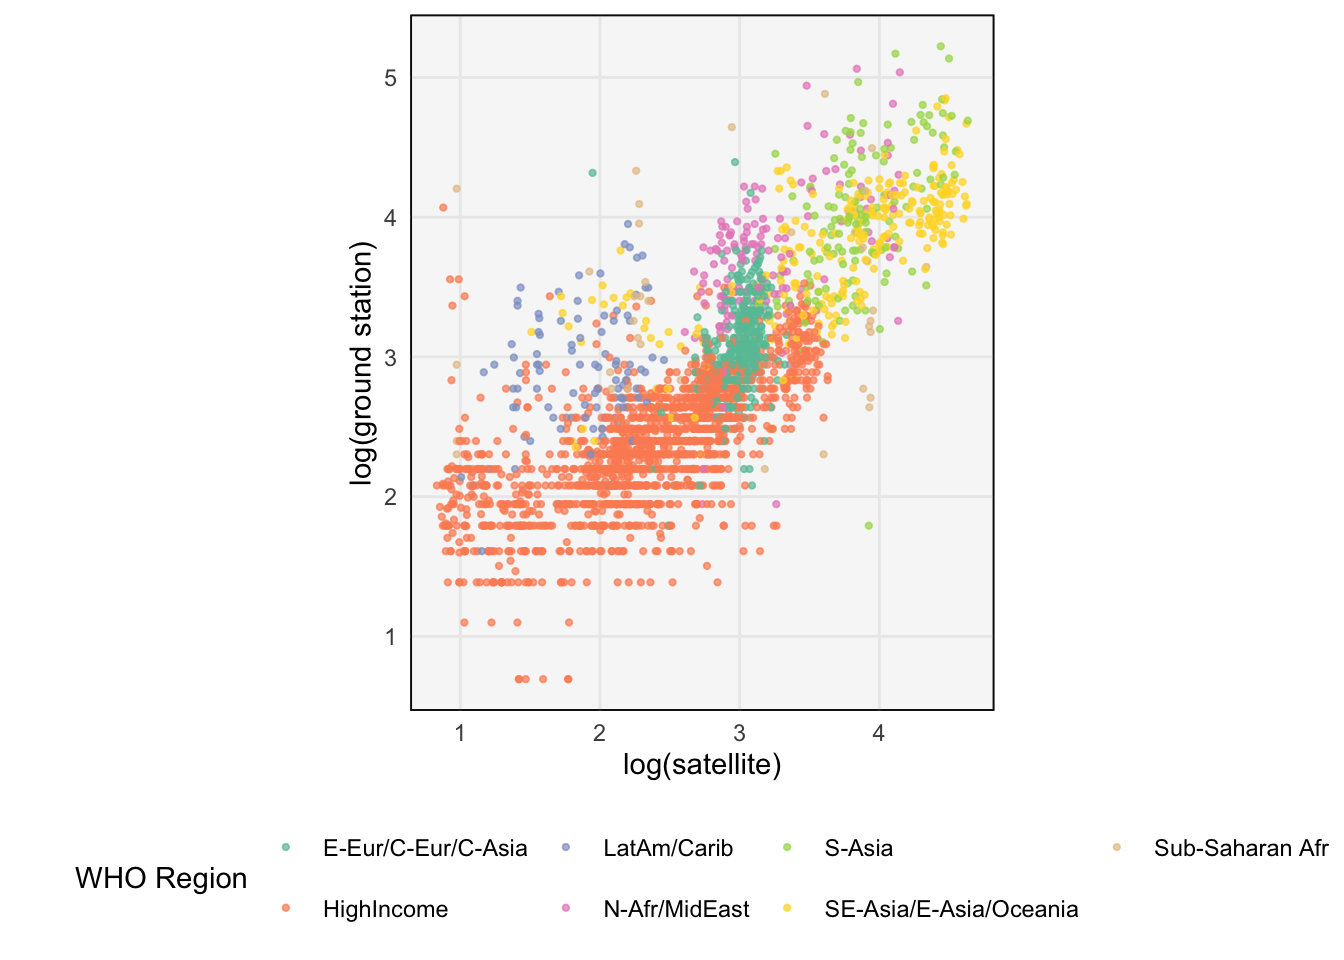 5
4
3
2
1
log(ground station)
1 2 3 4
log(satellite)
WHO Region
E-Eur/C-Eur/C-Asia LatAm/Carib S-Asia Sub-Saharan Afr
HighIncome N-Afr/MidEast SE-Asia/E-Asia/Oceania